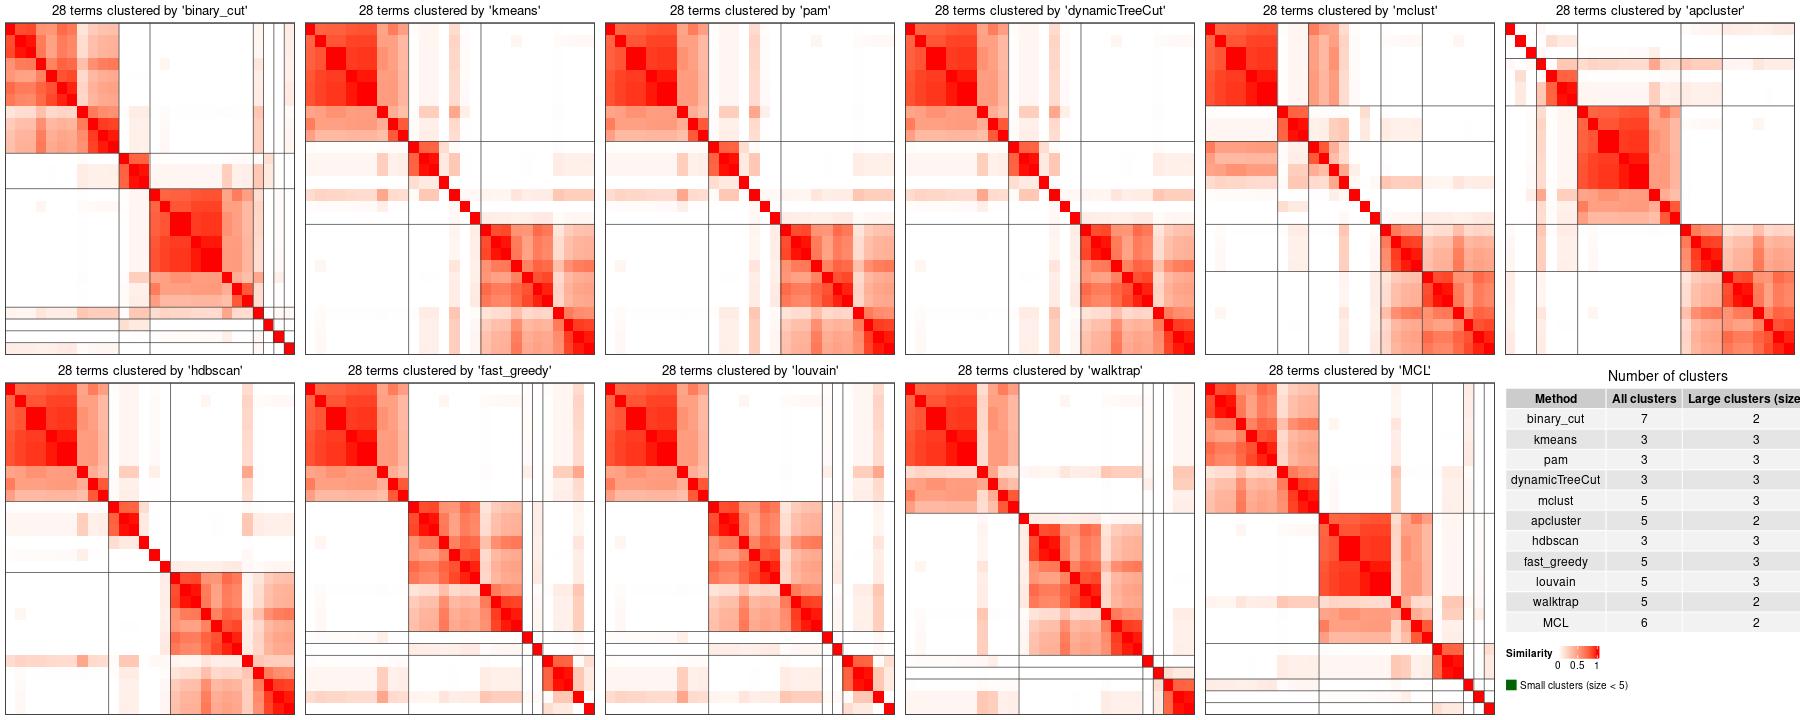 28 terms clustered by 'binary_cut'
28 terms clustered by 'kmeans'
28 terms clustered by 'pam'
28 terms clustered by 'dynamicTreeCut'
28 terms clustered by 'mclust'
28 terms clustered by 'apcluster'
28 terms clustered by 'hdbscan'
28 terms clustered by 'fast_greedy'
28 terms clustered by 'louvain'
28 terms clustered by 'walktrap'
28 terms clustered by 'MCL'
Number of clusters
Method All clusters Large clusters (size
binary_cut 7 2
kmeans 3 3
pam 3 3
dynamicTreeCut 3 3
mclust 5 3
apcluster 5 2
hdbscan 3 3
fast_greedy 5 3
louvain 5 3
walktrap 5 2
MCL 6 2
Similarity
0 0.5 1
Small clusters (size < 5)